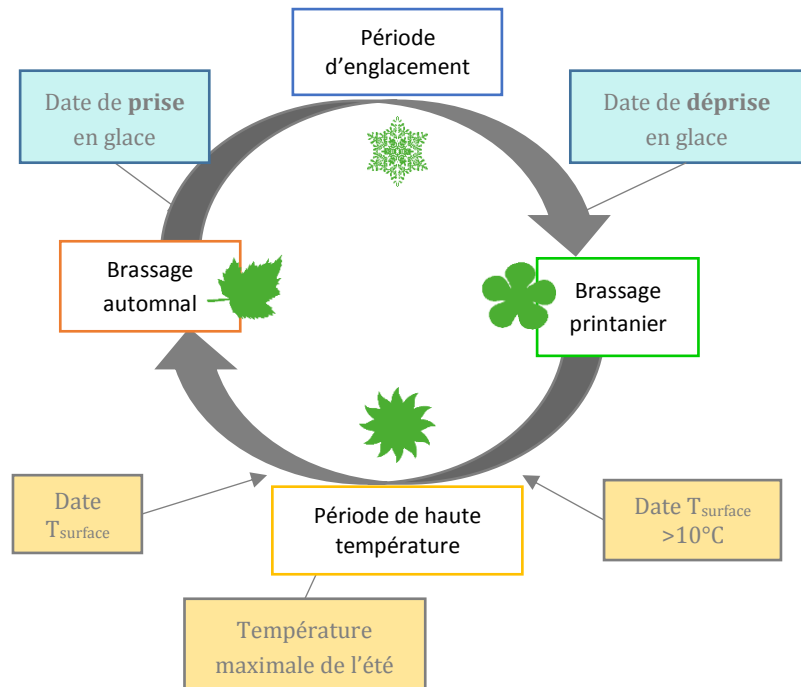 Période
d'englacement
Date de prise
en glace
Date de déprise
en glace
Brassage
automnal
Brassage
printanier
Date
Tsurface
Période de haute
température
Date Tsurface
>10°C
Température
maximale de l'été